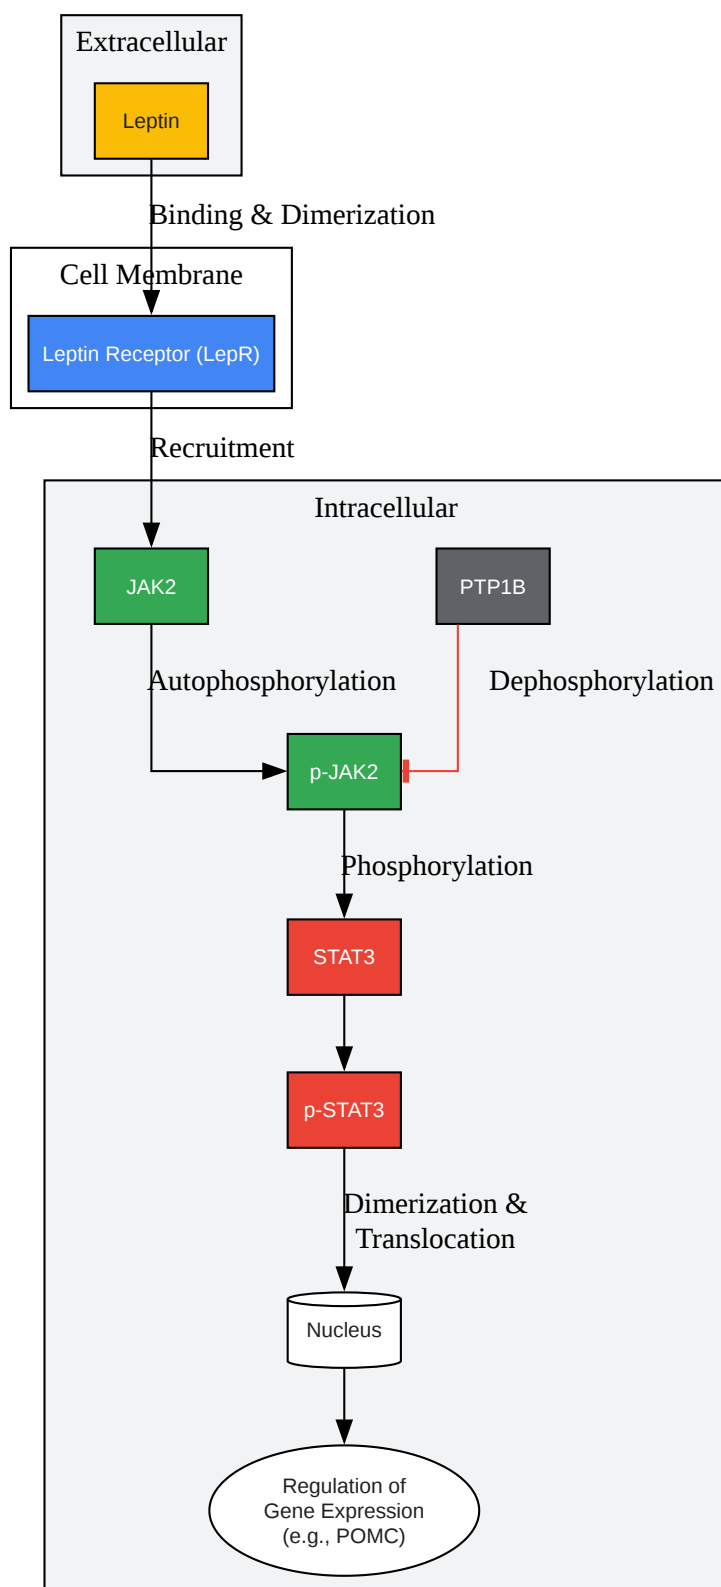 Extracellular
Leptin
Binding & Dimerization
Cell Membrane
Leptin Receptor (LepR)
Recruitment
Intracellular
JAK2
PTP1B
Autophosphorylation
Dephosphorylation
p-JAK2
Phosphorylation
STAT3
p-STAT3
Dimerization &
Translocation
Nucleus
Regulation of
Gene Expression
(e.g., POMC)